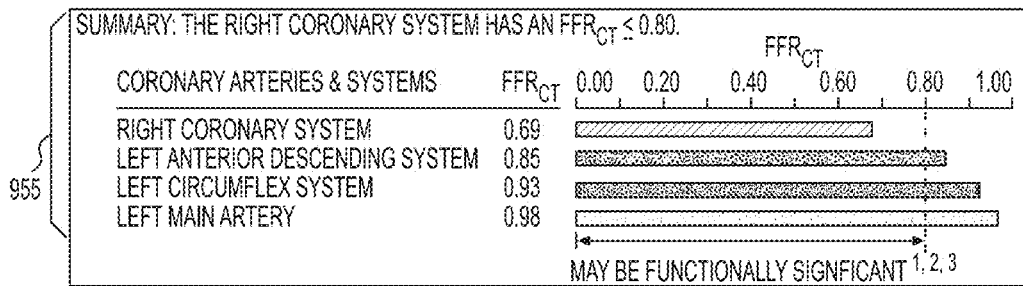 SUMMARY: THE RIGHT CORONARY SYSTEM HAS AN FFRCT ≤ 0.80.
FFRCT
CORONARY ARTERIES & SYSTEMS FFRCT 0.00 0.20 0.40 0.60 0.80 1.00
RIGHT CORONARY SYSTEM 0.69
LEFT ANTERIOR DESCENDING SYSTEM 0.85
955
LEFT CIRCUMFLEX SYSTEM 0.93
LEFT MAIN ARTERY 0.98
MAY BE FUNCTIONALLY SIGNFICANT 1, 2, 3